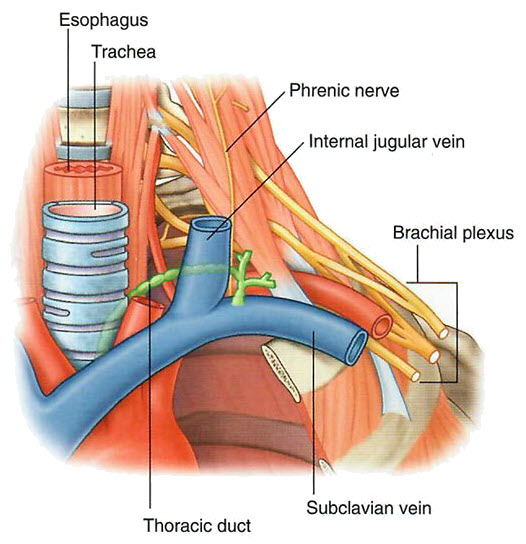 Esophagus
Trachea
Phrenic nerve
Internal jugular vein
Brachial plexus
Subclavian vein
Thoracic duct